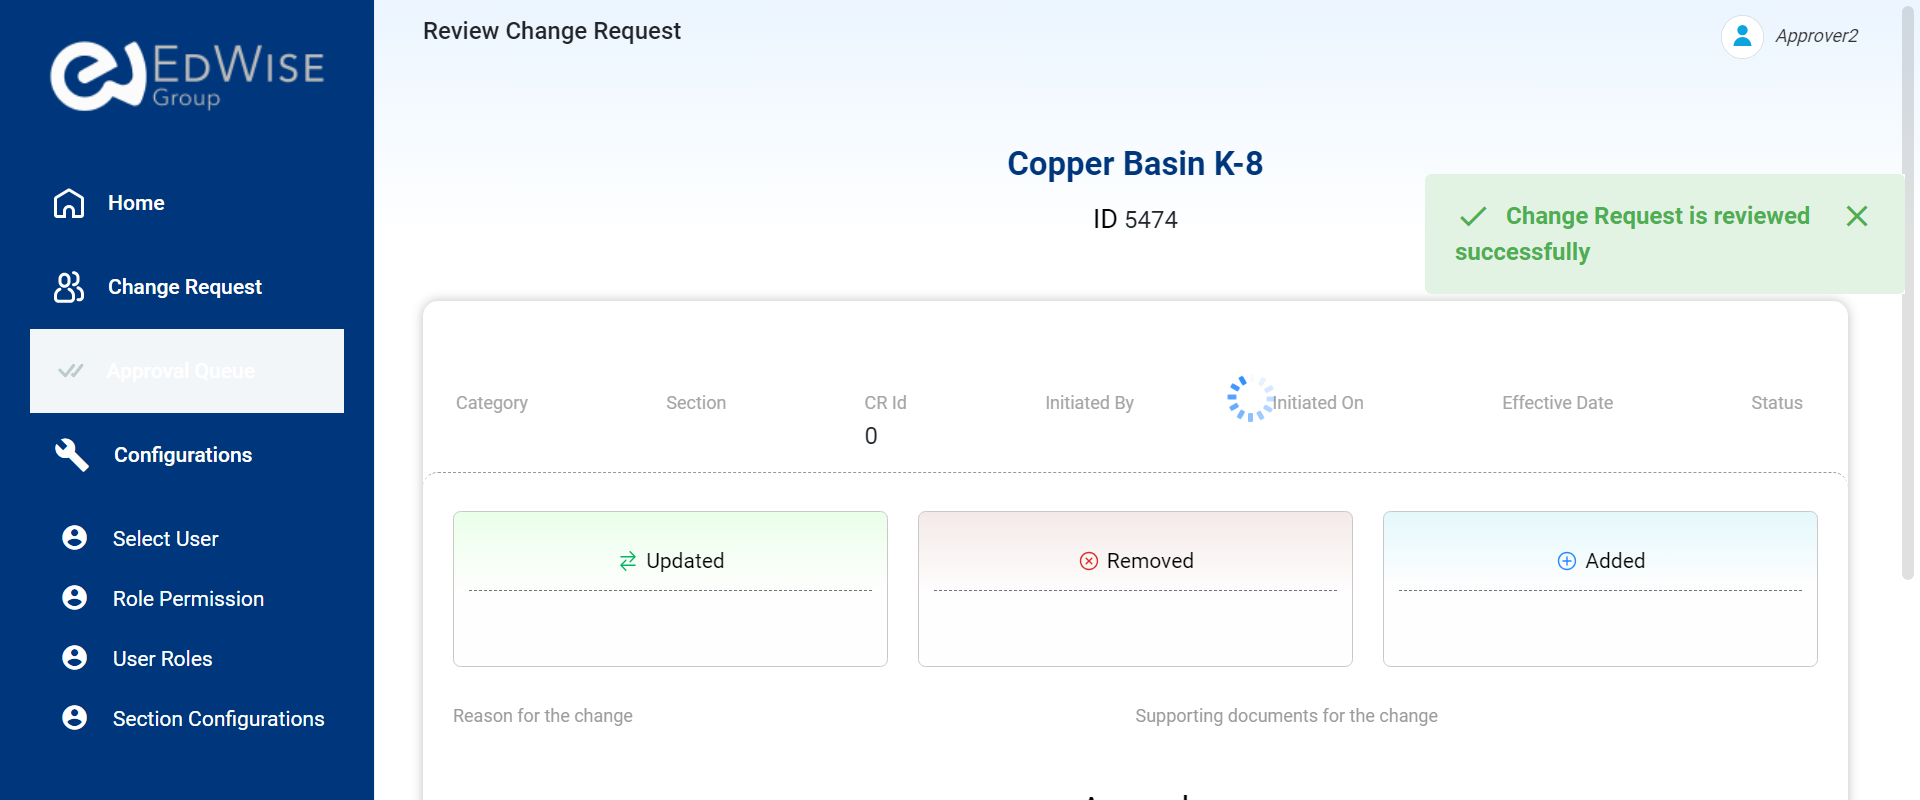 EDWISE
Group
Home
Change Request
Approval Queue
Configurations
Select User
Role Permission
User Roles
Section Configurations
Review Change Request
Approver2
Copper Basin K-8
ID 5474
Change Request is reviewed
successfully
Category Section CR Id Initiated By Initiated On Effective Date Status
0
Updated Removed Added
Reason for the change Supporting documents for the change